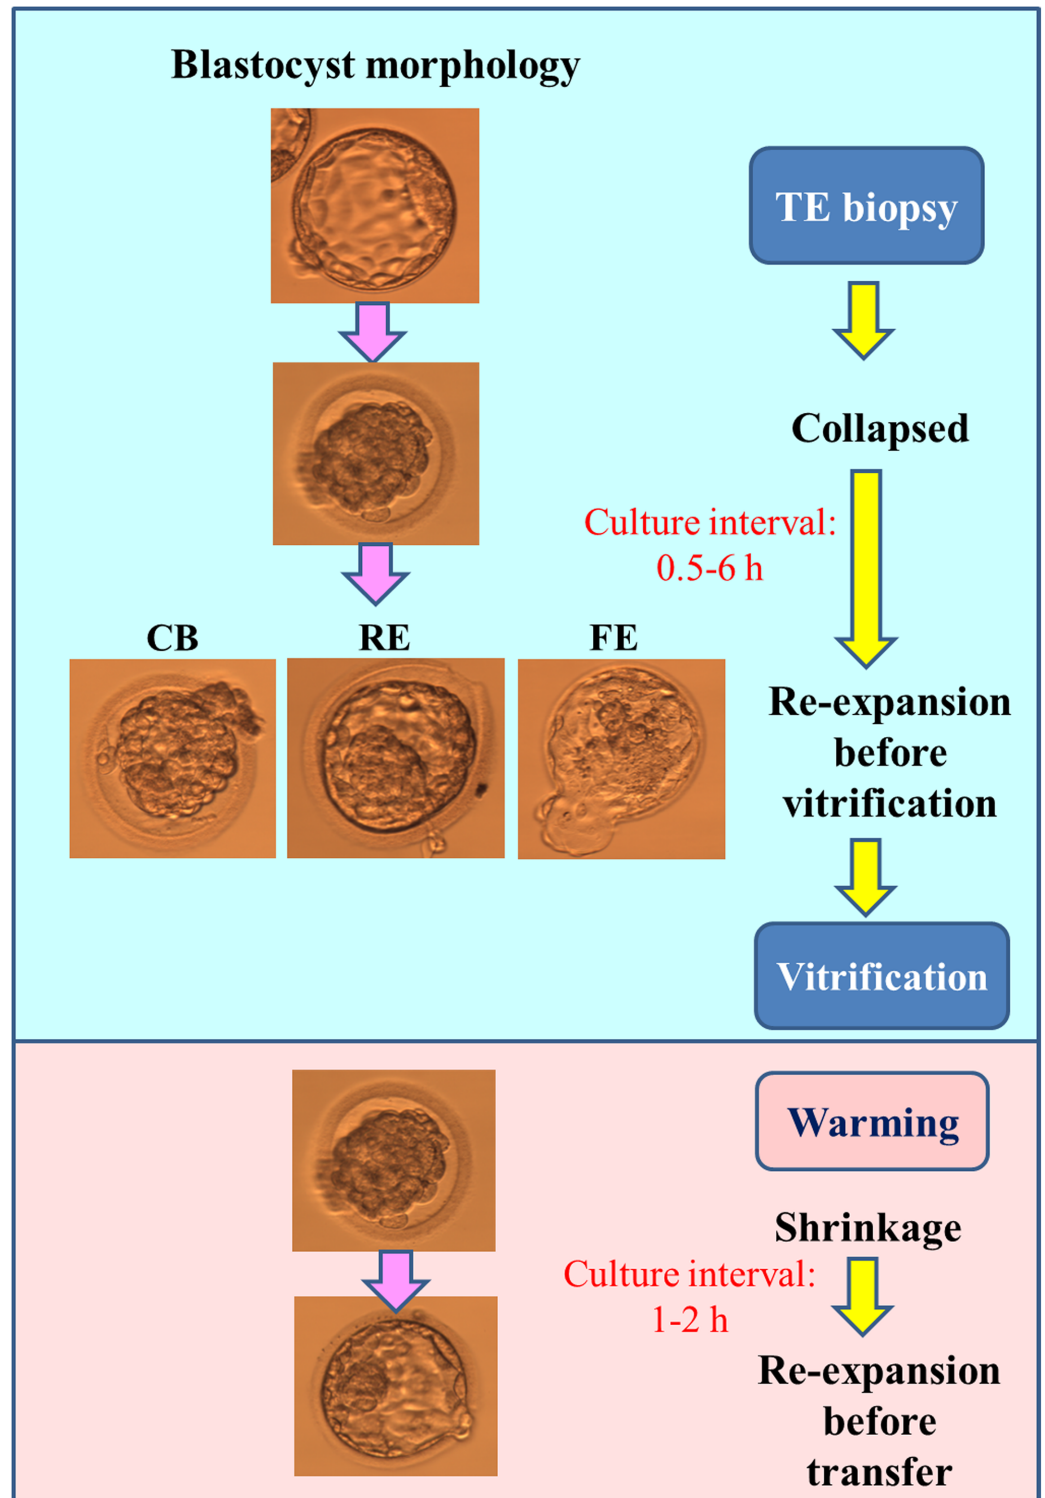 Blastocyst morphology
TE biopsy
Collapsed
Culture interval:
0.5-6 h
CB
RE
FE
Re-expansion
before
vitrification
Vitrification
Warming
Shrinkage
Culture interval:
1-2 h
Re-expansion
before
transfer